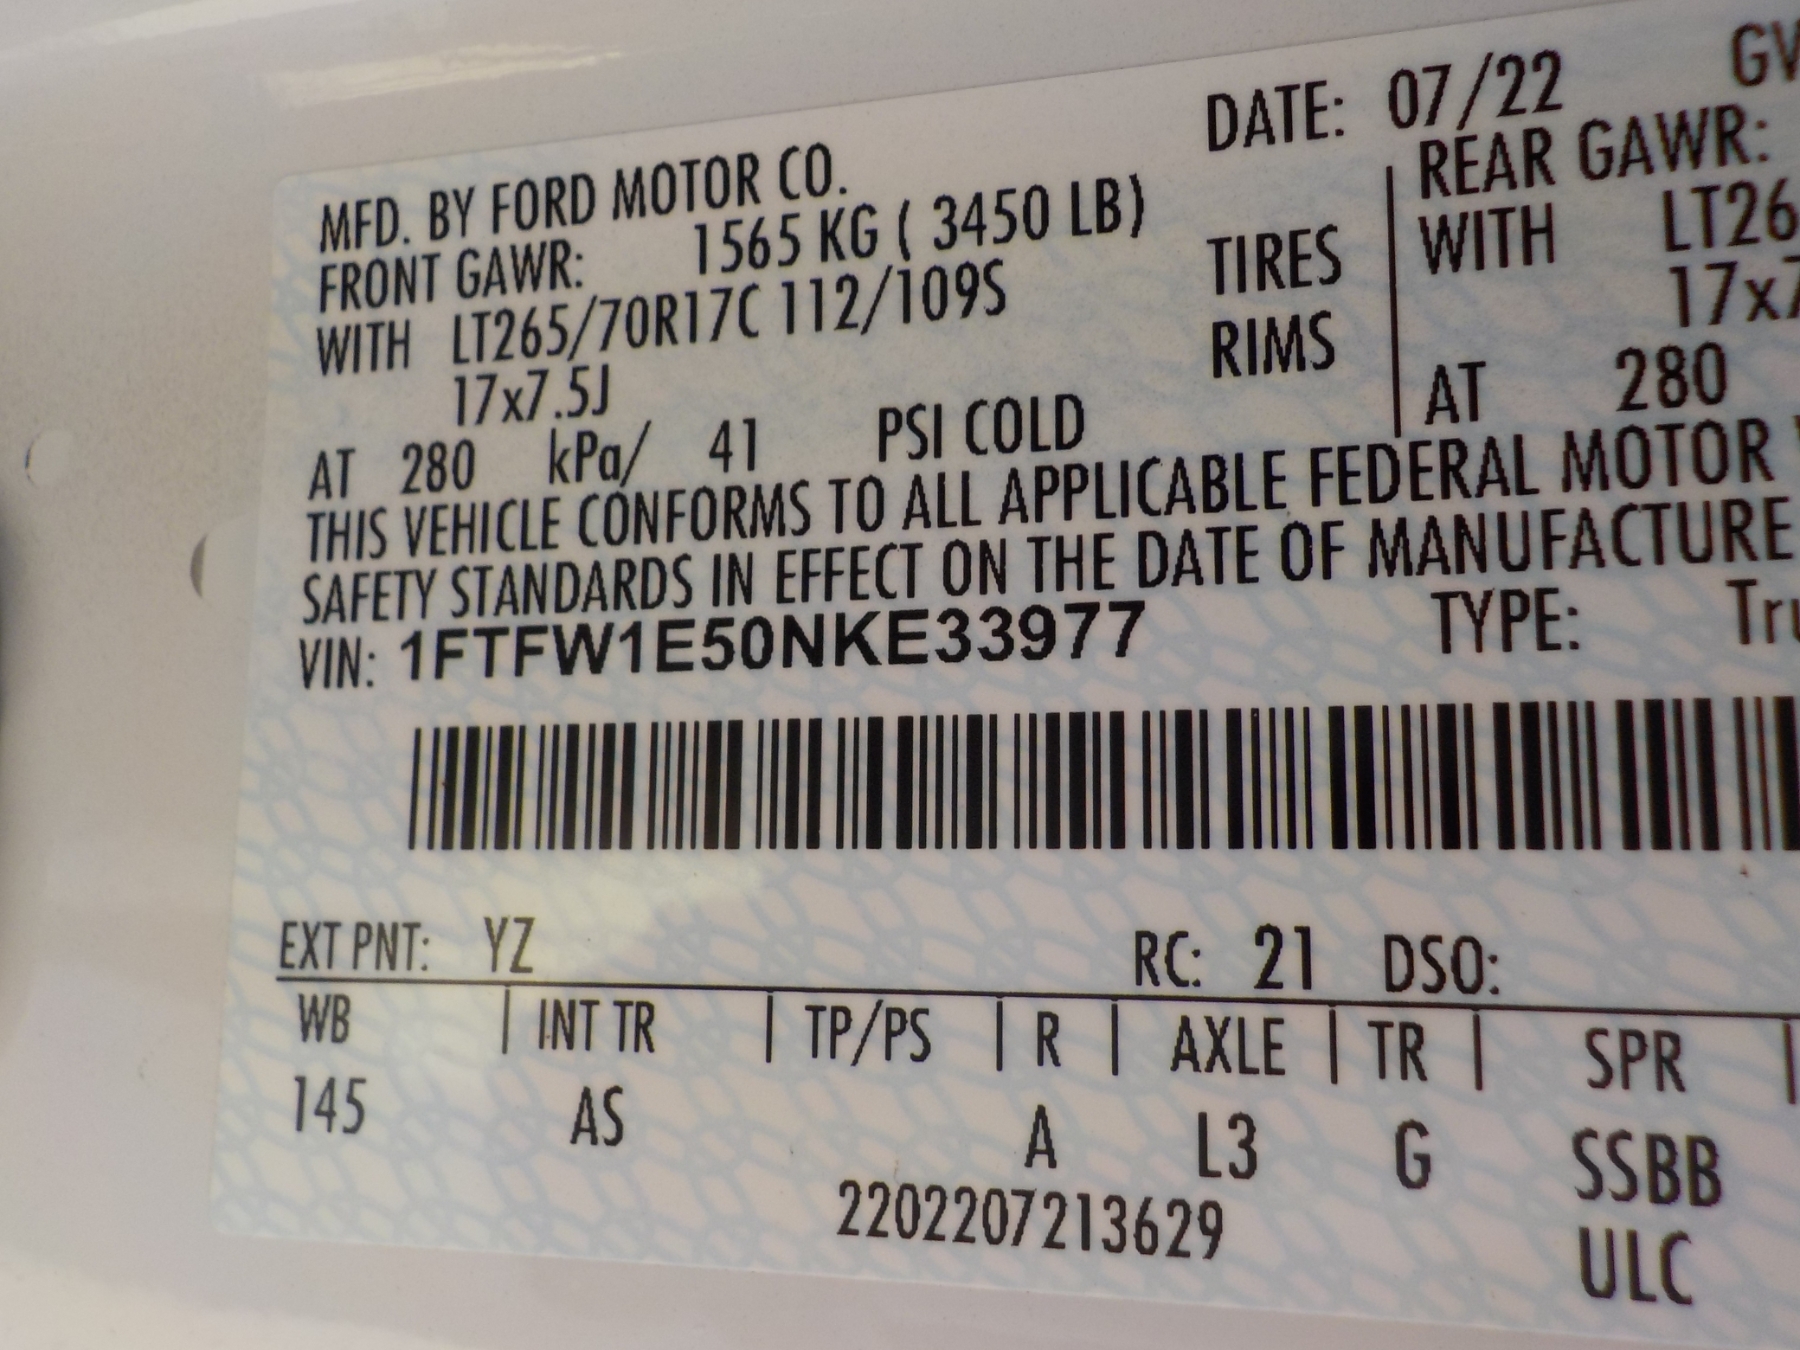 DATE: 07/22 GV
MFD. BY FORD MOTOR CO.
FRONT GAWR: 1565 KG ( 3450 LB) REAR GAWR:
WITH LT265/70R17C 112/109S TIRES WITH LT26
17x7.5J RIMS 17x7
AT 280 kPa/ 41 PSI COLD AT 280
THIS VEHICLE CONFORMS TO ALL APPLICABLE FEDERAL MOTOR
SAFETY STANDARDS IN EFFECT ON THE DATE OF MANUFACTURE
VIN: 1FTFW1E50NKE33977 TYPE: Tru
EXT PNT: YZ RC: 21 DSO:
WB | INT TR | TP/PS | R | AXLE | TR | SPR |
145 AS A L3 G SSBB
2202207213629 ULC